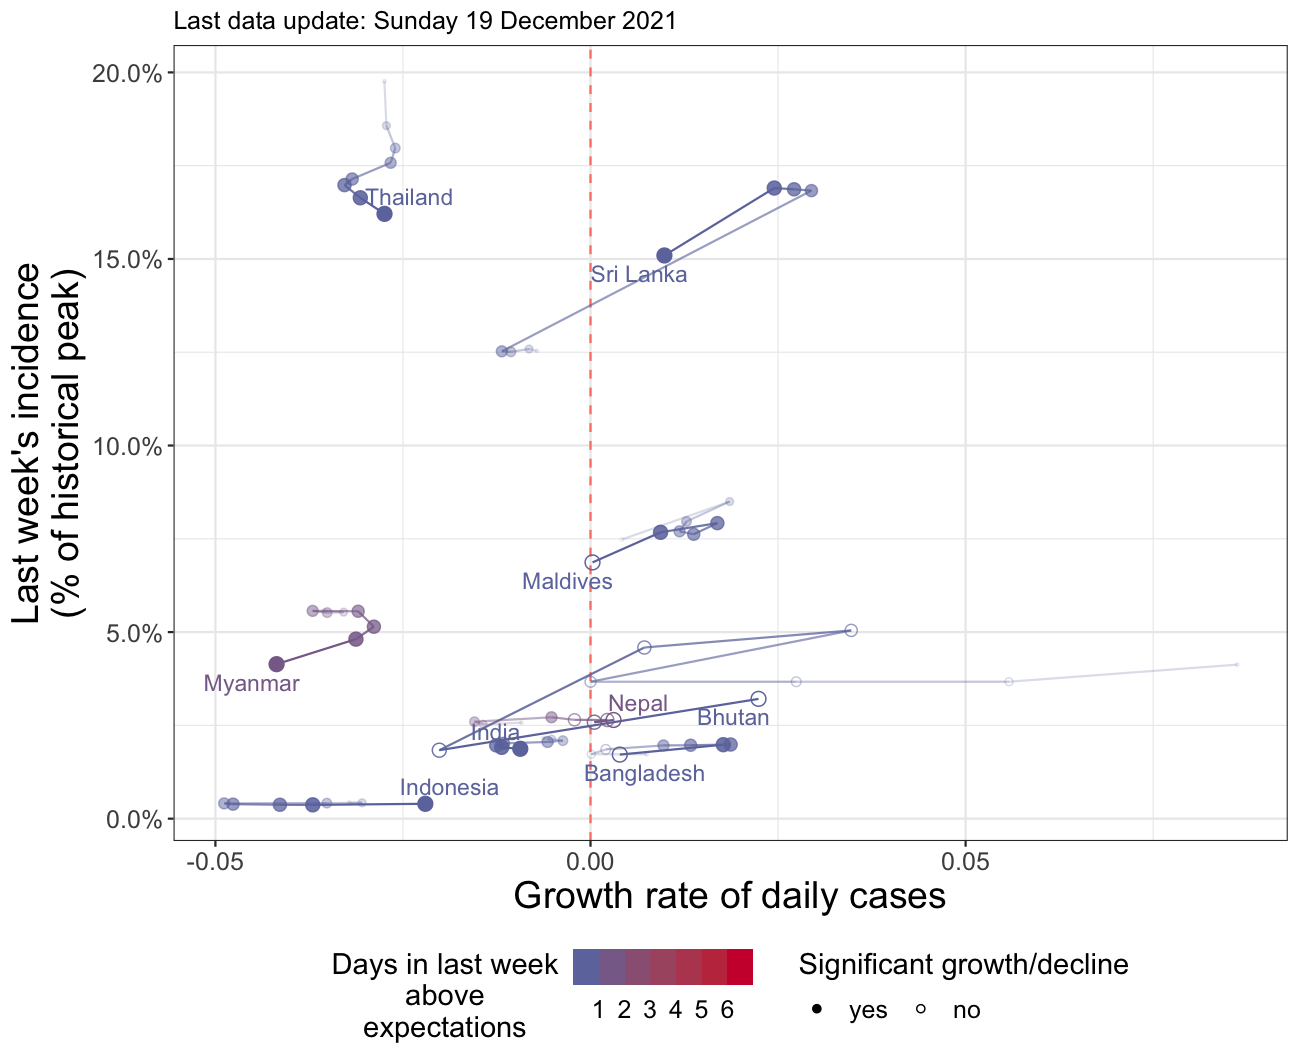 Last data update: Sunday 19 December 2021
20.0%
15.0%
10.0%
5.0%
0.0%
Last week's incidence
(% of historical peak)
Thailand
Sri Lanka
Maldives
Myanmar
Nepal
Bhutan
India
Bangladesh
Indonesia
-0.05
0.00
0.05
Growth rate of daily cases
Days in last week
above
expectations
1 2 3 4 5 6
Significant growth/decline
yes no